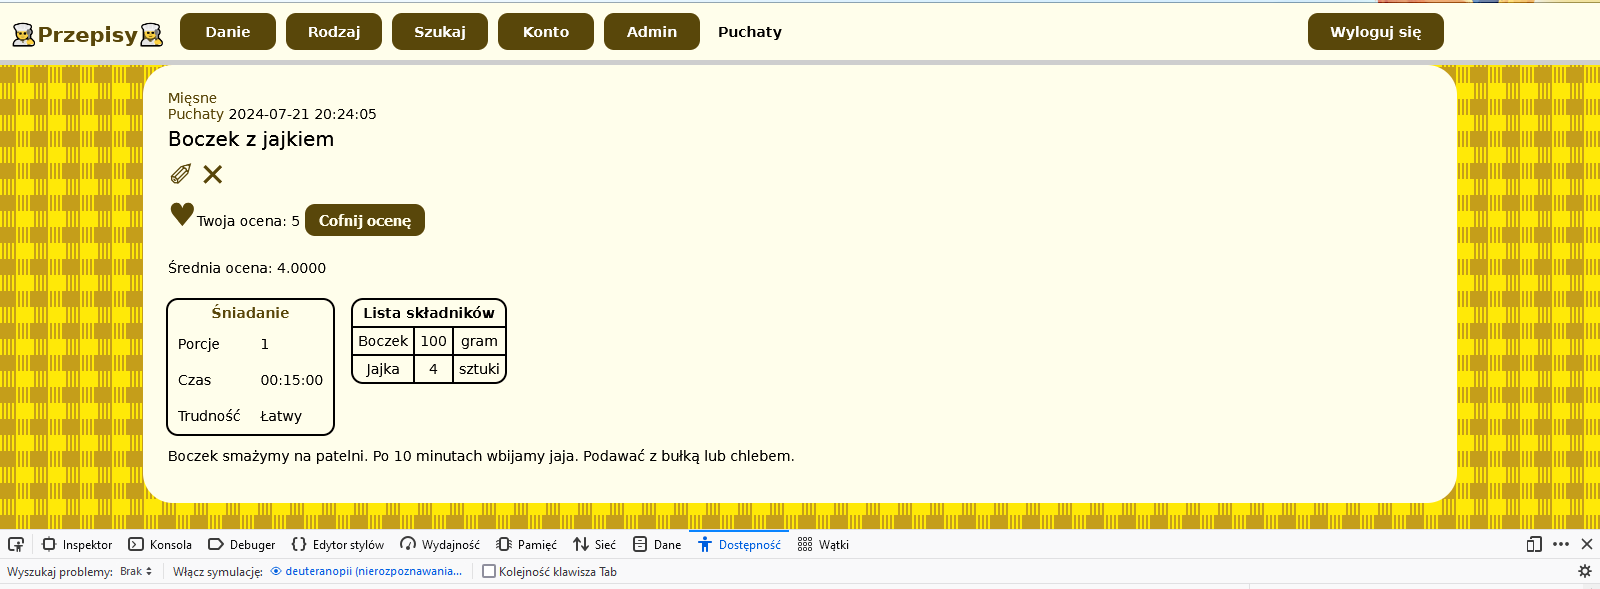 Przepisy Danie Rodzaj Szukaj Konto Admin Puchaty Wyloguj się
Mięsne
Puchaty 2024-07-21 20:24:05
Boczek z jajkiem
Twoja ocena: 5 Cofnij ocenę
Średnia ocena: 4.0000
Śniadanie
Porcje 1
Czas 00:15:00
Trudność Łatwy
Lista składników
Boczek 100 gram
Jajka 4 sztuki
Boczek smażymy na patelni. Po 10 minutach wbijamy jaja. Podawać z bułką lub chlebem.
Inspektor Konsola Debuger Edytor stylów Wydajność Pamięć Sieć Dane Dostępność Wątki
Wyszukaj problemy: Brak Włącz symulację: deuteranopii (nierozpoznawania... Kolejność klawisza Tab